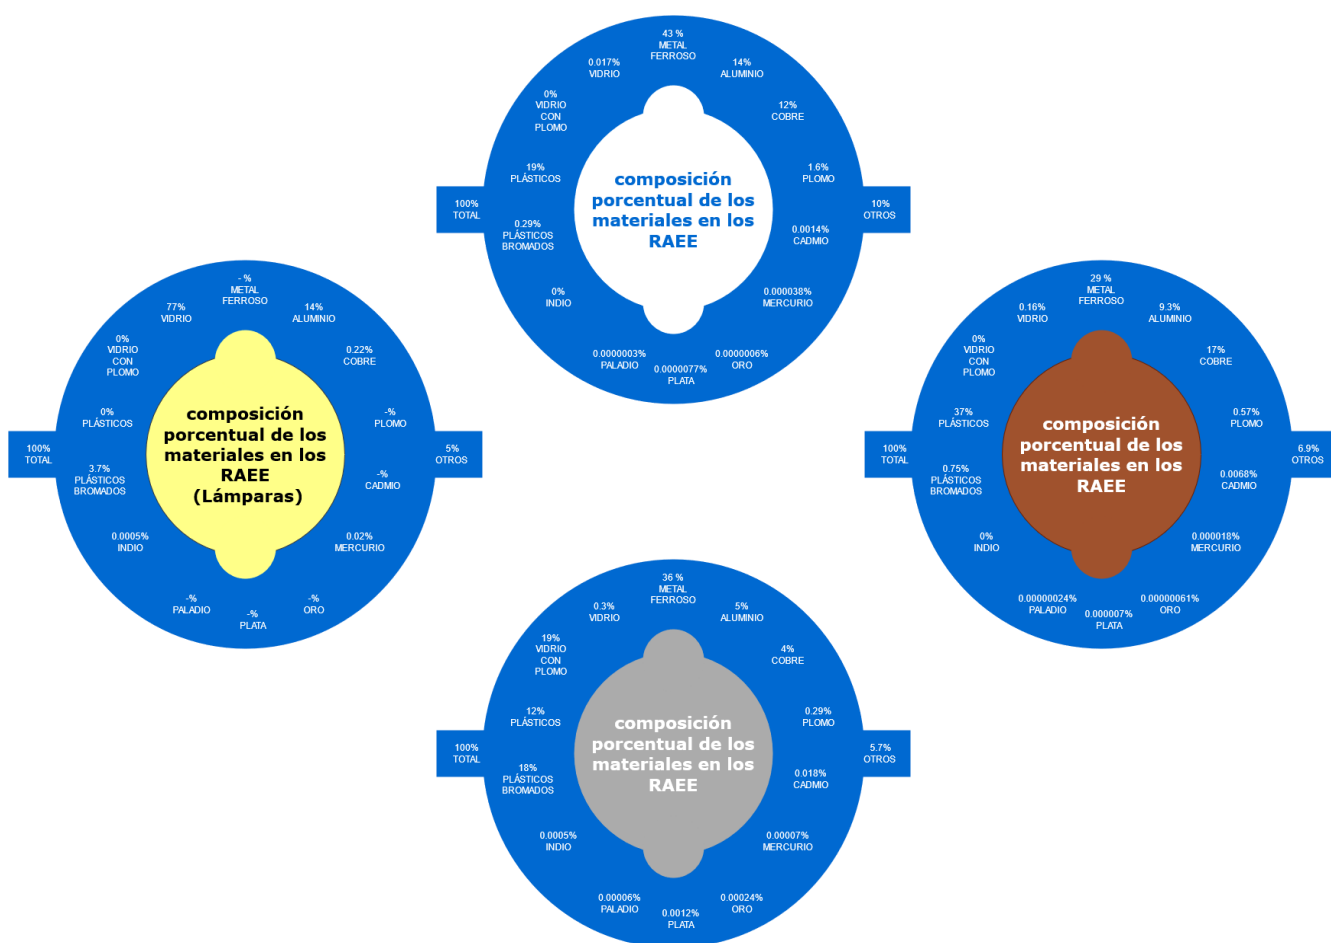 43 %
METAL
FERROSO
14%
ALUMINIO
12%
COBRE
1.6%
PLOMO
10%
OTROS
0.0014%
CADMIO
0.000038%
MERCURIO
0.0000006%
ORO
0.0000077%
PLATA
0.0000003%
PALADIO
0%
INDIO
0.29%
PLÁSTICOS
BROMADOS
100%
TOTAL
19%
PLÁSTICOS
0%
VIDRIO
CON
PLOMO
0.017%
VIDRIO
composición
porcentual de los
materiales en los
RAEE
- %
METAL
FERROSO
14%
ALUMINIO
0.22%
COBRE
-%
PLOMO
5%
OTROS
-%
CADMIO
0.02%
MERCURIO
-%
ORO
-%
PLATA
-%
PALADIO
0.0005%
INDIO
3.7%
PLÁSTICOS
BROMADOS
100%
TOTAL
0%
PLÁSTICOS
0%
VIDRIO
CON
PLOMO
77%
VIDRIO
composición
porcentual de los
materiales en los
RAEE
(Lámparas)
29 %
METAL
FERROSO
9.3%
ALUMINIO
17%
COBRE
0.57%
PLOMO
6.9%
OTROS
0.0068%
CADMIO
0.000018%
MERCURIO
0.00000061%
ORO
0.000007%
PLATA
0.00000024%
PALADIO
0%
INDIO
0.75%
PLÁSTICOS
BROMADOS
100%
TOTAL
37%
PLÁSTICOS
0%
VIDRIO
CON
PLOMO
0.16%
VIDRIO
composición
porcentual de los
materiales en los
RAEE
36 %
METAL
FERROSO
5%
ALUMINIO
4%
COBRE
0.29%
PLOMO
5.7%
OTROS
0.018%
CADMIO
0.00007%
MERCURIO
0.00024%
ORO
0.0012%
PLATA
0.00006%
PALADIO
0.0005%
INDIO
18%
PLÁSTICOS
BROMADOS
100%
TOTAL
12%
PLÁSTICOS
19%
VIDRIO
CON
PLOMO
0.3%
VIDRIO
composición
porcentual de los
materiales en los
RAEE